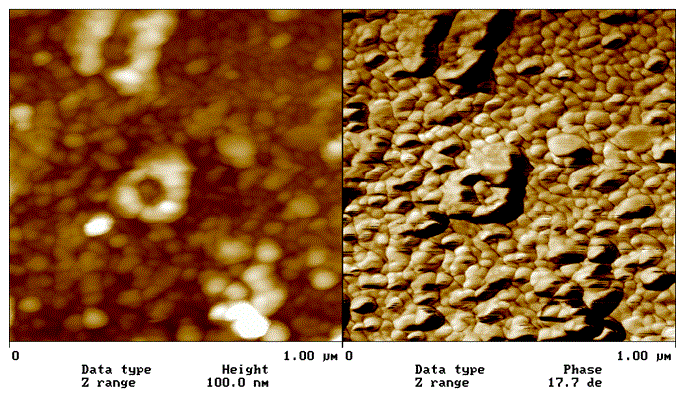 0 1.00 µm 0 1.00 µm
Data type Height Data type Phase
Z range 100.0 nm Z range 17.7 de